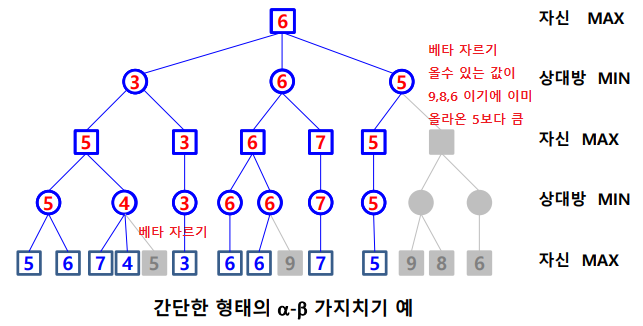 6 자신 MAX
베타 자르기
올수 있는 값이
9,8,6 이기에 이미
올라온 5보다 큼
3 6 5 상대방 MIN
5 3 6 7 5 자신 MAX
5 4 3 6 6 7 5 상대방 MIN
베타 자르기
5 6 7 4 5 3 6 6 9 7 5 9 8 6 자신 MAX
간단한 형태의 α-β 가지치기 예